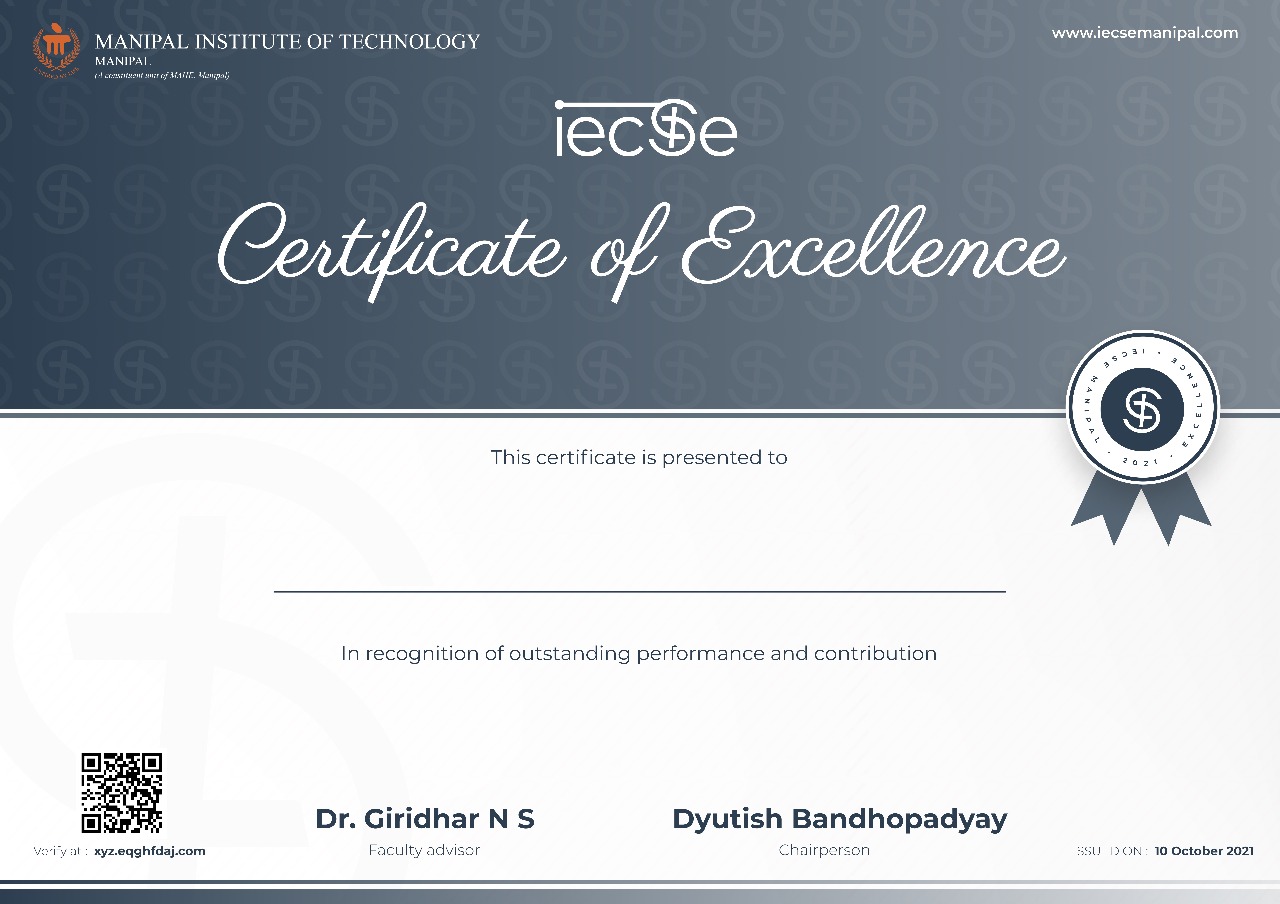 MANIPAL INSTITUTE OF TECHNOLOGY
MANIPAL
(A constituent unit of MAHE, Manipal)
www.iecsemanipal.com
iecse
Certificate of Excellence
IECSE MANIPAL • 2021 • EXCELLENCE •
This certificate is presented to
In recognition of outstanding performance and contribution
Dr. Giridhar N S
Faculty advisor
Dyutish Bandhopadyay
Chairperson
Verify at : xyz.eqghfdaj.com
ISSUED ON : 10 October 2021